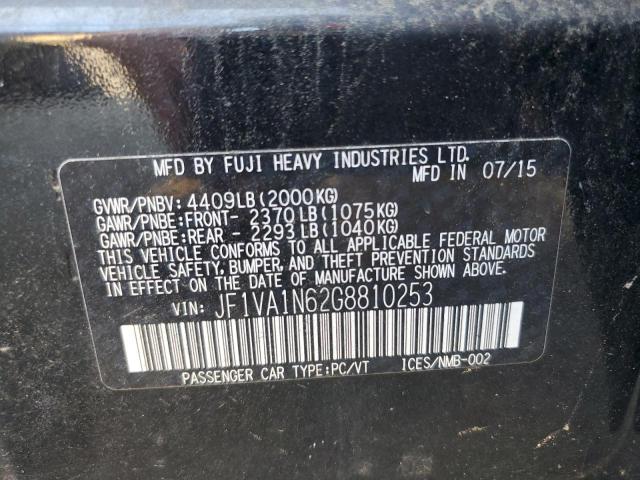 MFD BY FUJI HEAVY INDUSTRIES LTD.
MFD IN 07/15
GVWR/PNBV: 4409LB(2000KG)
GAWR/PNBE:FRONT- 2370LB(1075KG)
GAWR/PNBE:REAR - 2293LB(1040KG)
THIS VEHICLE CONFORMS TO ALL APPLICABLE FEDERAL MOTOR
VEHICLE SAFETY, BUMPER, AND THEFT PREVENTION STANDARDS
IN EFFECT ON THE DATE OF MANUFACTURE SHOWN ABOVE.
VIN: JF1VA1N62G8810253
PASSENGER CAR TYPE:PC/VT ICES/NMB-002